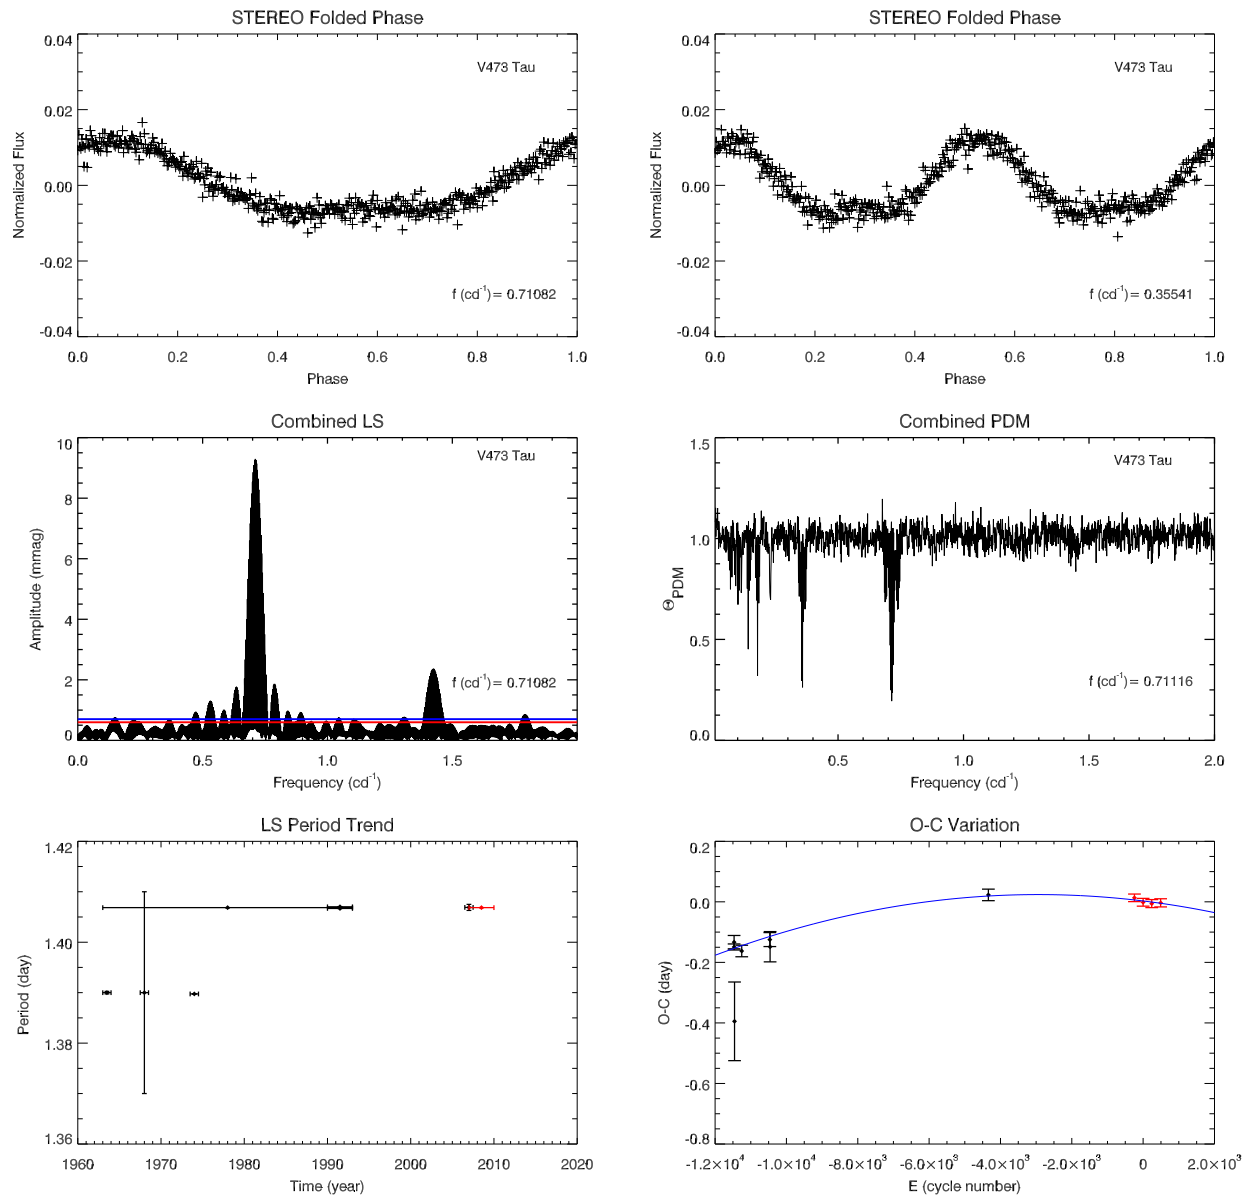 STEREO Folded Phase
0.04
0.02
0.00
-0.02
-0.04
Normalized Flux
V473 Tau
f (cd⁻¹)= 0.71082
0.0 0.2 0.4 0.6 0.8 1.0
Phase
STEREO Folded Phase
0.04
0.02
0.00
-0.02
-0.04
Normalized Flux
V473 Tau
f (cd⁻¹)= 0.35541
0.0 0.2 0.4 0.6 0.8 1.0
Phase
Combined LS
10
8
6
4
2
0
Amplitude (mmag)
V473 Tau
f (cd⁻¹)= 0.71082
0.0 0.5 1.0 1.5
Frequency (cd⁻¹)
Combined PDM
1.5
1.0
0.5
0.0
Θ PDM
V473 Tau
f (cd⁻¹)= 0.71116
0.5 1.0 1.5 2.0
Frequency (cd⁻¹)
LS Period Trend
1.42
1.40
1.38
1.36
Period (day)
1960 1970 1980 1990 2000 2010 2020
Time (year)
O-C Variation
0.2
0.0
-0.2
-0.4
-0.6
-0.8
O-C (day)
-1.2×10⁴ -1.0×10⁴ -8.0×10³ -6.0×10³ -4.0×10³ -2.0×10³ 0 2.0×10³
E (cycle number)